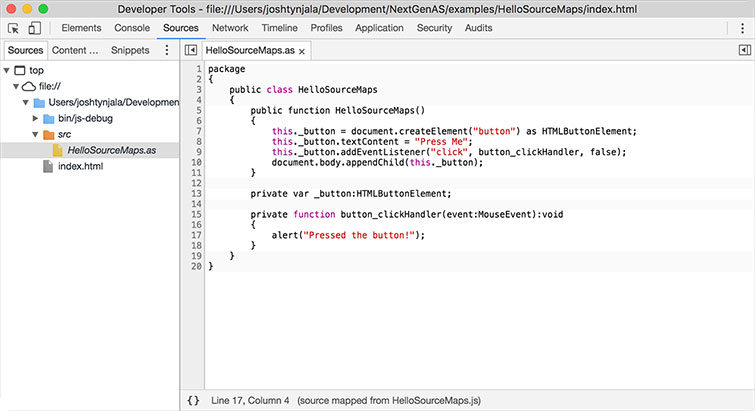 Developer Tools - file:///Users/joshtynjala/Development/NextGenAS/examples/HelloSourceMaps/index.html
Elements Console Sources Network Timeline Profiles Application Security Audits
Sources Content ... Snippets
HelloSourceMaps.as ×
top
file://
Users/joshtynjala/Developmen
bin/js-debug
src
HelloSourceMaps.as
index.html
1 package
2 {
3 public class HelloSourceMaps
4 {
5 public function HelloSourceMaps()
6 {
7 this._button = document.createElement("button") as HTMLButtonElement;
8 this._button.textContent = "Press Me";
9 this._button.addEventListener("click", button_clickHandler, false);
10 document.body.appendChild(this._button);
11 }
12
13 private var _button:HTMLButtonElement;
14
15 private function button_clickHandler(event:MouseEvent):void
16 {
17 alert("Pressed the button!");
18 }
19 }
20 }
{} Line 17, Column 4 (source mapped from HelloSourceMaps.js)